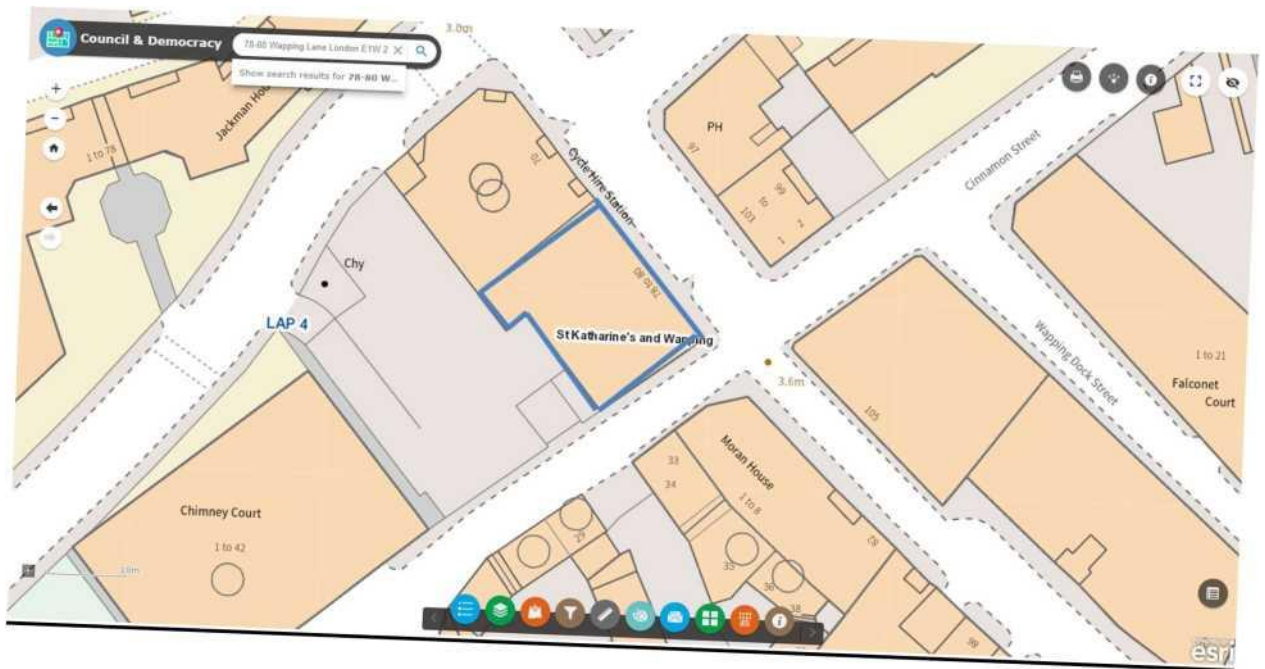 Council & Democracy
78-80 Wapping Lane London E1W 2
Show search results for 78-80 W...
3.0m
1 to 78
PH
97
99
to
103
1
2
70
Cycle Hire Station
Cinnamon Street
78 to 80
Chy
LAP 4
St Katharine's and Wapping
3.6m
Wapping Dock Street
1 to 21
Falconet
Court
105
Moran House
1 to 8
33
34
29
35
36
38
82
Chimney Court
1 to 42
esri